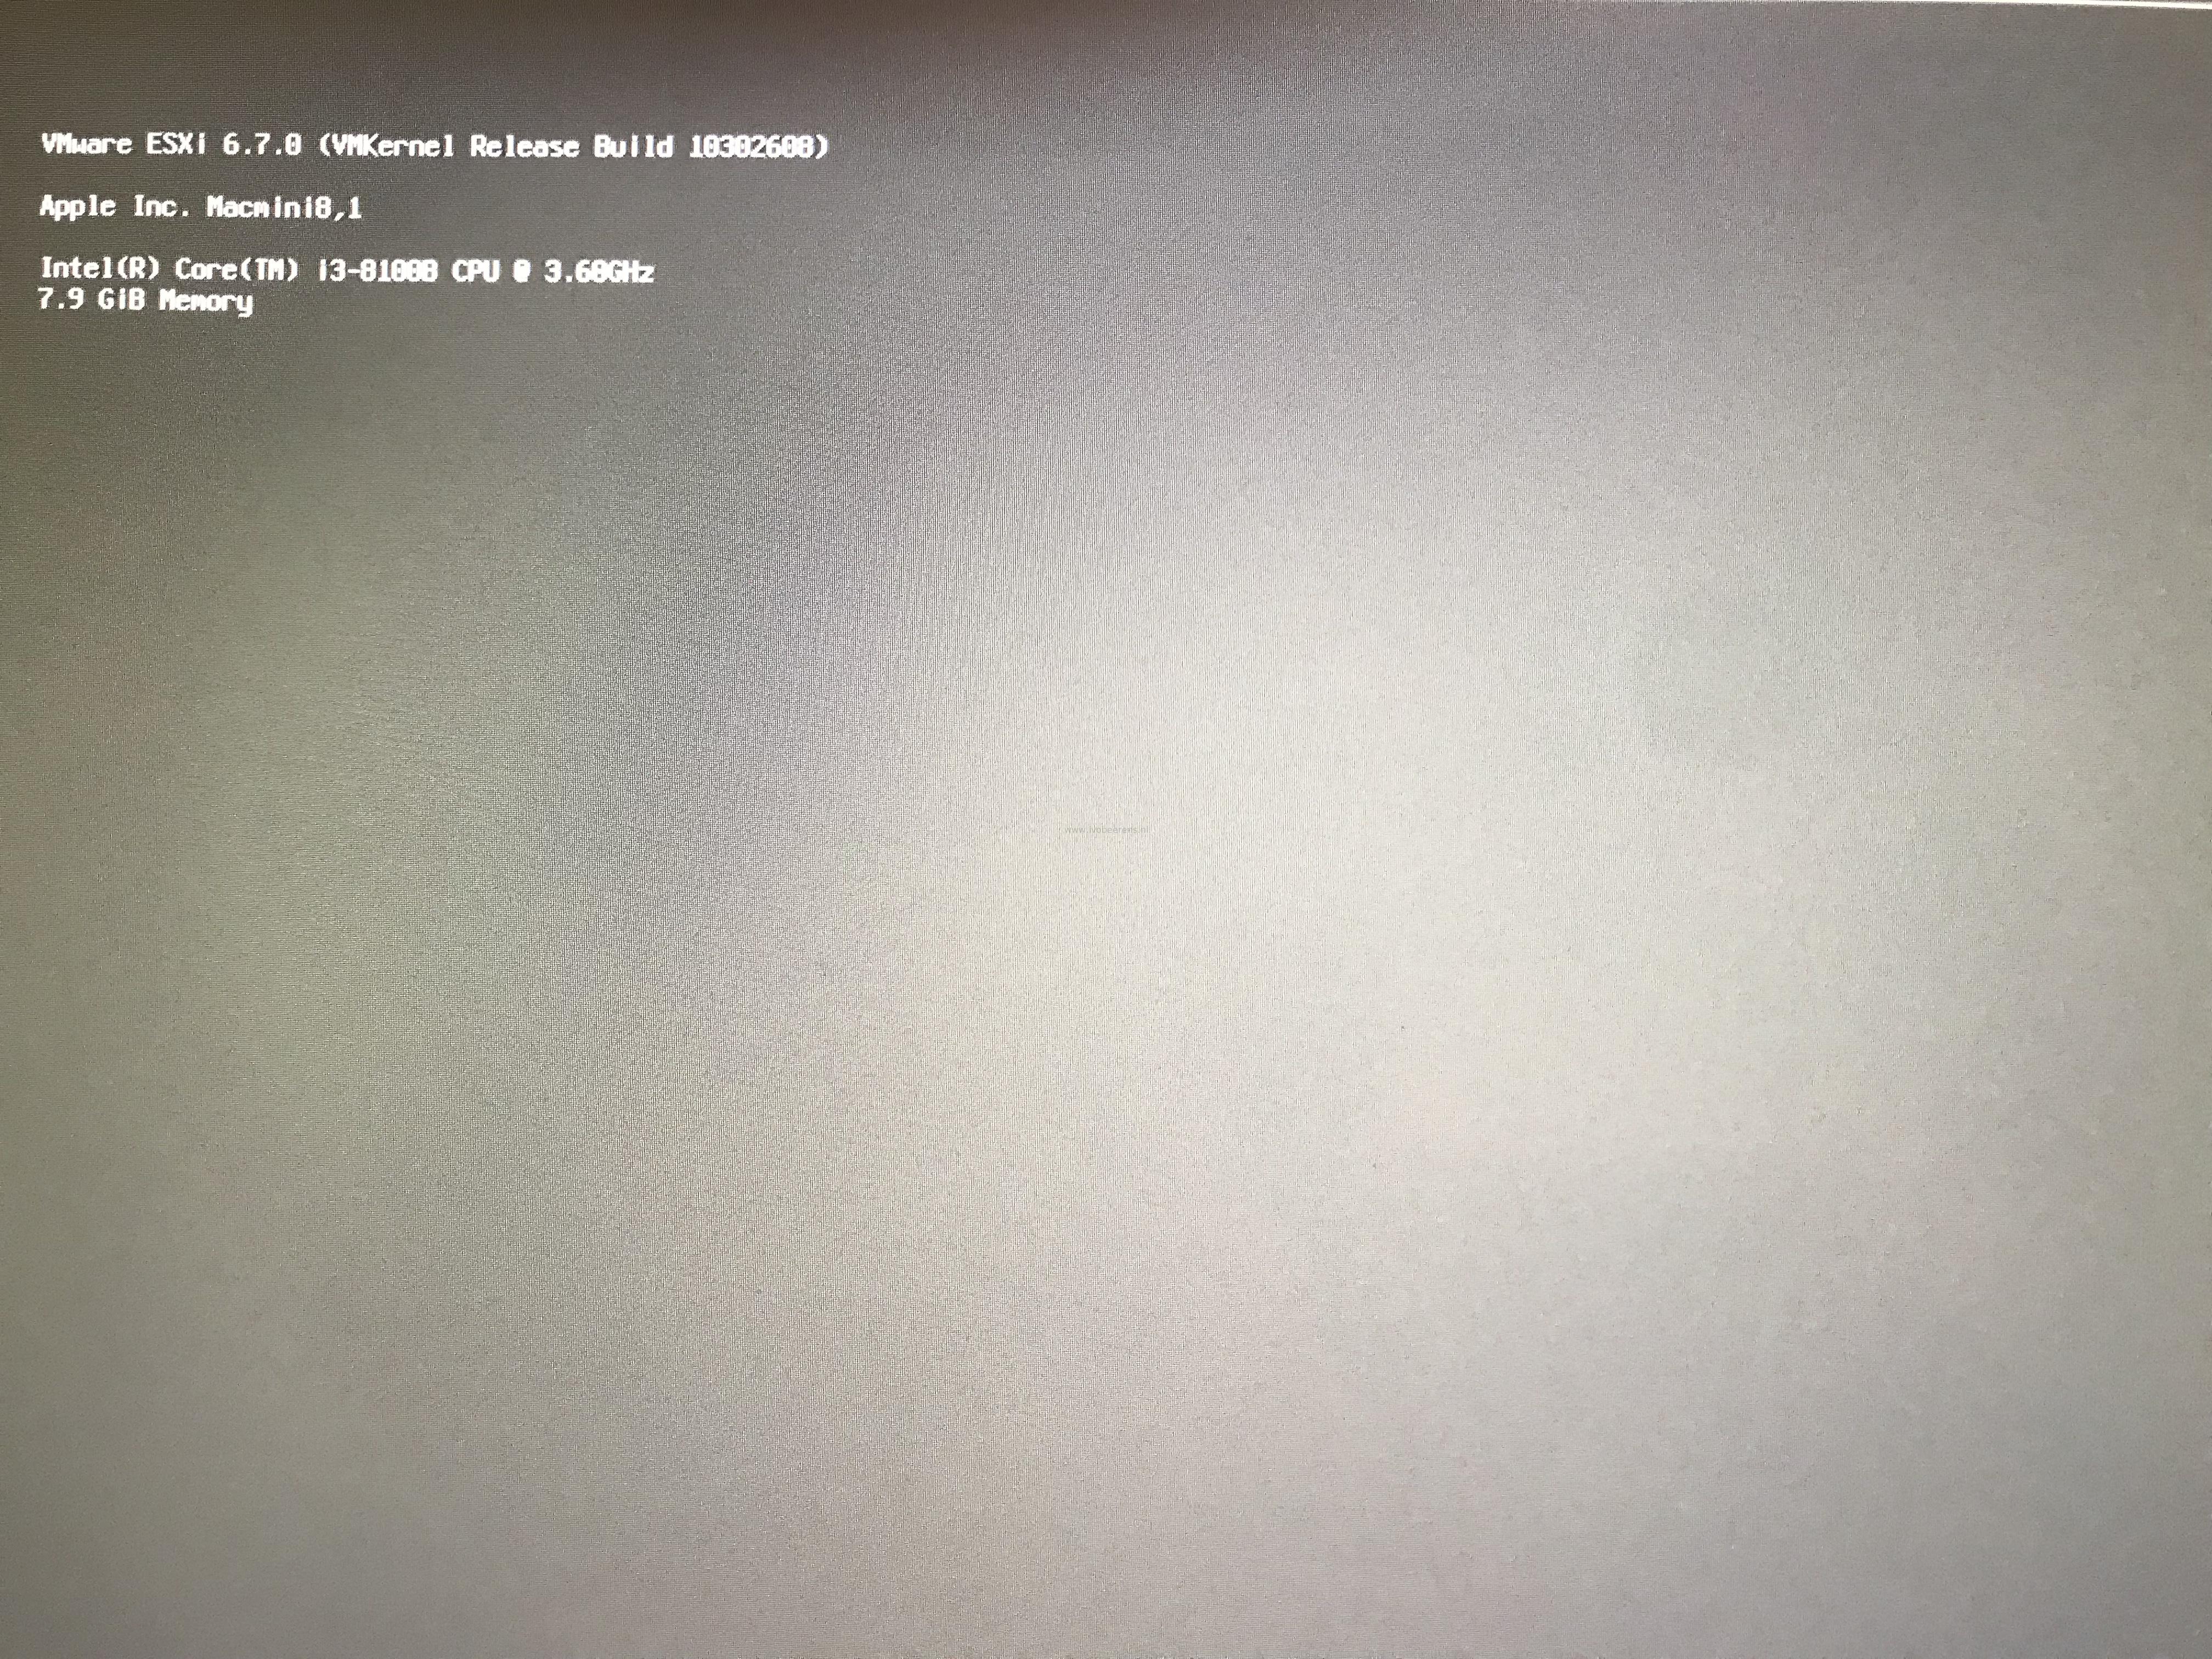 VMware ESXi 6.7.0 (VMKernel Release Build 10302608)
Apple Inc. Macmini8,1
Intel(R) Core(TM) i3-8100B CPU @ 3.60GHz
7.9 GiB Memory